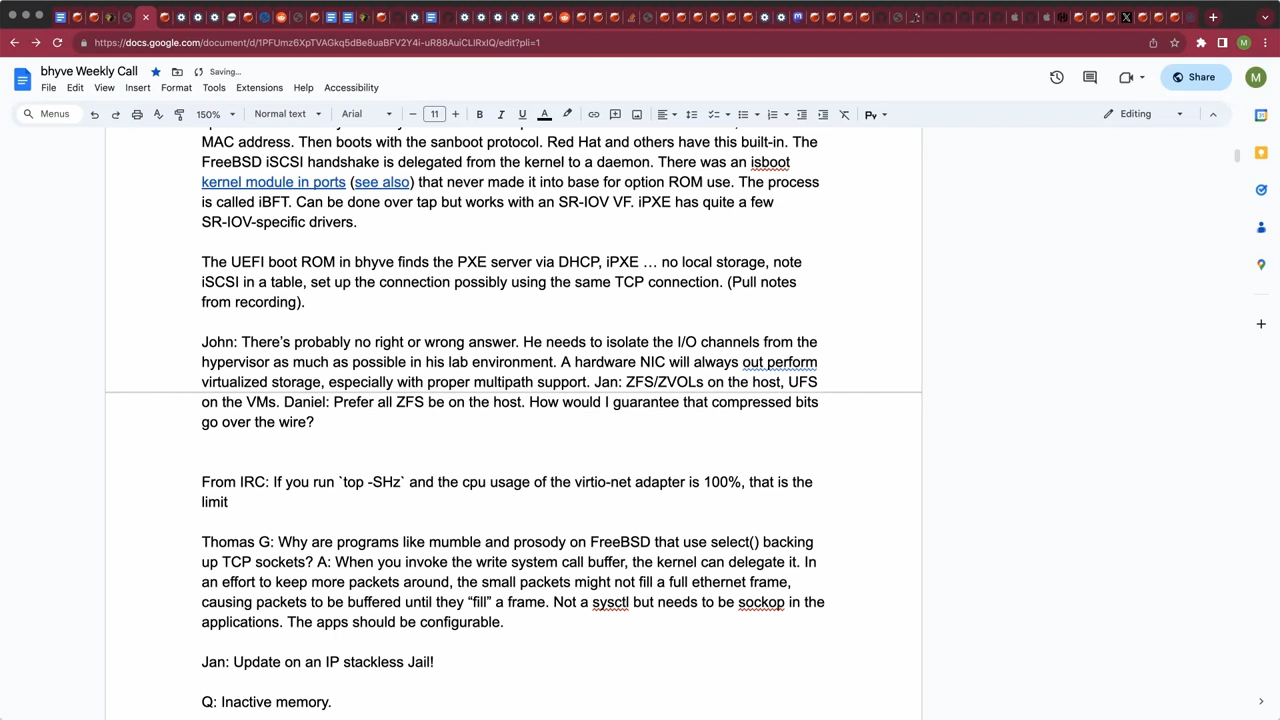 https://docs.google.com/document/d/1PFUmz6XpTVAGkq5dBe8uaBFV2Y4i-uR88AuiCLIRxIQ/edit?pli=1
M
bhyve Weekly Call
Saving...
File Edit View Insert Format Tools Extensions Help Accessibility
Share
M
Menus
150%
Normal text
Arial
11
B I U A
Editing
MAC address. Then boots with the sanboot protocol. Red Hat and others have this built-in. The
FreeBSD iSCSI handshake is delegated from the kernel to a daemon. There was an isboot
kernel module in ports (see also) that never made it into base for option ROM use. The process
is called iBFT. Can be done over tap but works with an SR-IOV VF. iPXE has quite a few
SR-IOV-specific drivers.
The UEFI boot ROM in bhyve finds the PXE server via DHCP, iPXE … no local storage, note
iSCSI in a table, set up the connection possibly using the same TCP connection. (Pull notes
from recording).
John: There's probably no right or wrong answer. He needs to isolate the I/O channels from the
hypervisor as much as possible in his lab environment. A hardware NIC will always out perform
virtualized storage, especially with proper multipath support. Jan: ZFS/ZVOLs on the host, UFS
on the VMs. Daniel: Prefer all ZFS be on the host. How would I guarantee that compressed bits
go over the wire?
From IRC: If you run `top -SHz` and the cpu usage of the virtio-net adapter is 100%, that is the
limit
Thomas G: Why are programs like mumble and prosody on FreeBSD that use select() backing
up TCP sockets? A: When you invoke the write system call buffer, the kernel can delegate it. In
an effort to keep more packets around, the small packets might not fill a full ethernet frame,
causing packets to be buffered until they “fill” a frame. Not a sysctl but needs to be sockop in the
applications. The apps should be configurable.
Jan: Update on an IP stackless Jail!
Q: Inactive memory.